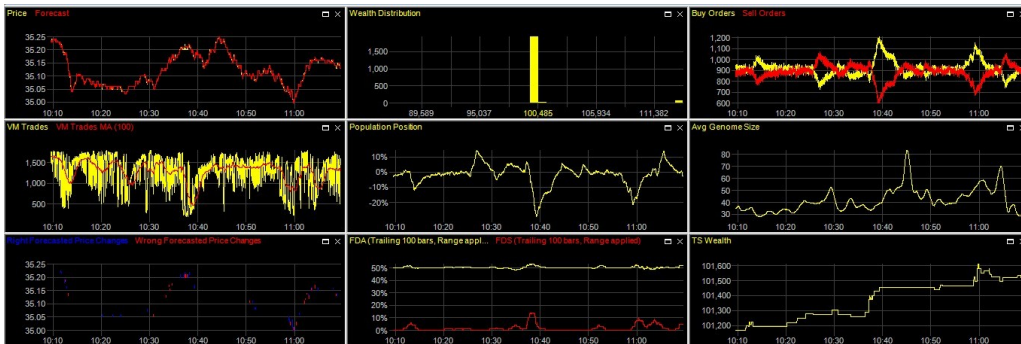 Price Forecast
35.25
35.20
35.15
35.10
35.05
35.00
10:10 10:20 10:30 10:40 10:50 11:00
Wealth Distribution
1,500
1,000
500
0
89,589 95,037 100,485 105,934 111,382
Buy Orders Sell Orders
1,200
1,100
1,000
900
800
700
600
10:10 10:20 10:30 10:40 10:50 11:00
VM Trades VM Trades MA (100)
1,500
1,000
500
10:10 10:20 10:30 10:40 10:50 11:00
Population Position
10%
0%
-10%
-20%
10:10 10:20 10:30 10:40 10:50 11:00
Avg Genome Size
80
70
60
50
40
30
10:10 10:20 10:30 10:40 10:50 11:00
Right Forecasted Price Changes Wrong Forecasted Price Changes
35.25
35.20
35.15
35.10
35.05
35.00
10:10 10:20 10:30 10:40 10:50 11:00
FDA (Trailing 100 bars, Range appl... FDS (Trailing 100 bars, Range applied)
50%
40%
30%
20%
10%
0%
10:10 10:20 10:30 10:40 10:50 11:00
TS Wealth
101,600
101,500
101,400
101,300
101,200
10:10 10:20 10:30 10:40 10:50 11:00